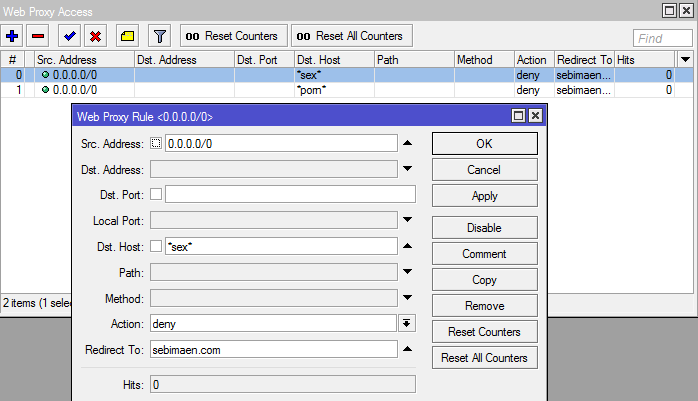 Web Proxy Access
00 Reset Counters 00 Reset All Counters Find
# Src. Address Dst. Address Dst. Port Dst. Host Path Method Action Redirect To Hits
0 0.0.0.0/0 *sex* deny sebimaen... 0
1 0.0.0.0/0 *porn* deny sebimaen... 0
Web Proxy Rule <0.0.0.0/0>
Src. Address: 0.0.0.0/0 OK
Dst. Address: Cancel
Dst. Port: Apply
Local Port: Disable
Dst. Host: *sex* Comment
Path: Copy
2 items (1 selec
Method: Remove
Action: deny Reset Counters
Redirect To: sebimaen.com Reset All Counters
Hits: 0